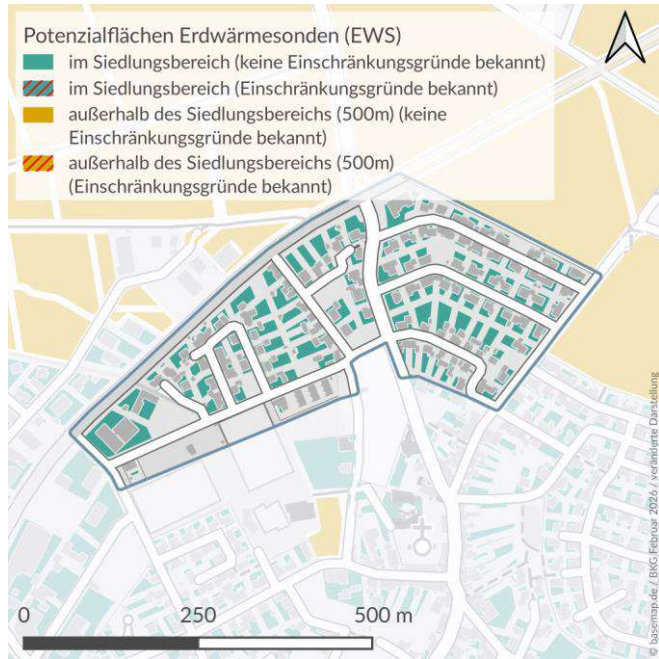 Potenzialflächen Erdwärmesonden (EWS)
im Siedlungsbereich (keine Einschränkungsgründe bekannt)
im Siedlungsbereich (Einschränkungsgründe bekannt)
außerhalb des Siedlungsbereichs (500m) (keine
Einschränkungsgründe bekannt)
außerhalb des Siedlungsbereichs (500m)
(Einschränkungsgründe bekannt)
0 250 500 m
© basemap.de / BKG Februar 2026 / veränderte Darstellung